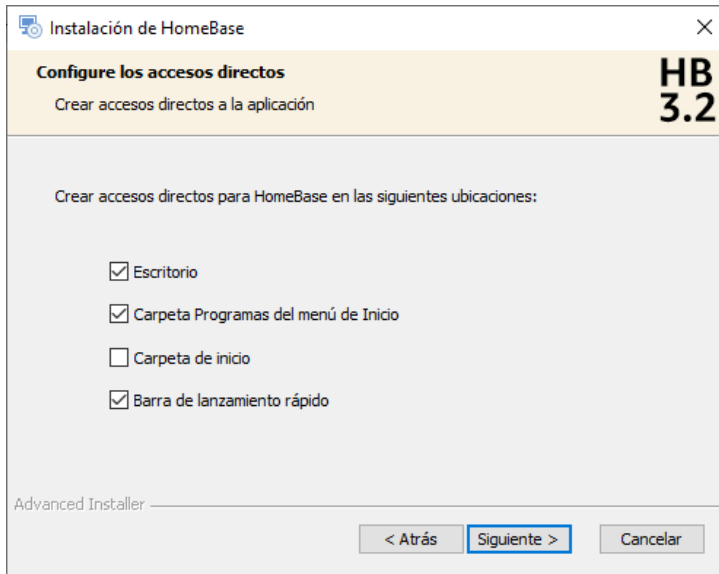 Instalación de HomeBase
Configure los accesos directos
Crear accesos directos a la aplicación
HB
3.2
Crear accesos directos para HomeBase en las siguientes ubicaciones:
Escritorio
Carpeta Programas del menú de Inicio
Carpeta de inicio
Barra de lanzamiento rápido
Advanced Installer
< Atrás
Siguiente >
Cancelar